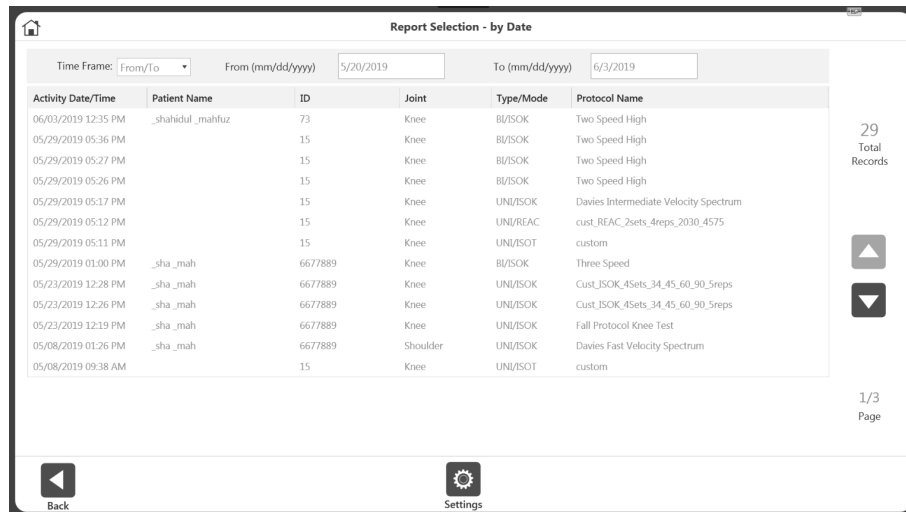 Report Selection - by Date
Time Frame: From/To From (mm/dd/yyyy) 5/20/2019 To (mm/dd/yyyy) 6/3/2019
Activity Date/Time Patient Name ID Joint Type/Mode Protocol Name
06/03/2019 12:35 PM _shahidul _mahfuz 73 Knee BI/ISOK Two Speed High
05/29/2019 05:36 PM 15 Knee BI/ISOK Two Speed High
05/29/2019 05:27 PM 15 Knee BI/ISOK Two Speed High
05/29/2019 05:26 PM 15 Knee BI/ISOK Two Speed High
05/29/2019 05:17 PM 15 Knee UNI/ISOK Davies Intermediate Velocity Spectrum
05/29/2019 05:12 PM 15 Knee UNI/REAC cust_REAC_2sets_4reps_2030_4575
05/29/2019 05:11 PM 15 Knee UNI/ISOT custom
05/29/2019 01:00 PM _sha _mah 6677889 Knee BI/ISOK Three Speed
05/23/2019 12:28 PM _sha _mah 6677889 Knee UNI/ISOK Cust_ISOK_4Sets_34_45_60_90_5reps
05/23/2019 12:26 PM _sha _mah 6677889 Knee UNI/ISOK Cust_ISOK_4Sets_34_45_60_90_5reps
05/23/2019 12:19 PM _sha _mah 6677889 Knee UNI/ISOK Fall Protocol Knee Test
05/08/2019 01:26 PM _sha _mah 6677889 Shoulder UNI/ISOK Davies Fast Velocity Spectrum
05/08/2019 09:38 AM 15 Knee UNI/ISOT custom
29
Total
Records
1/3
Page
Back
Settings